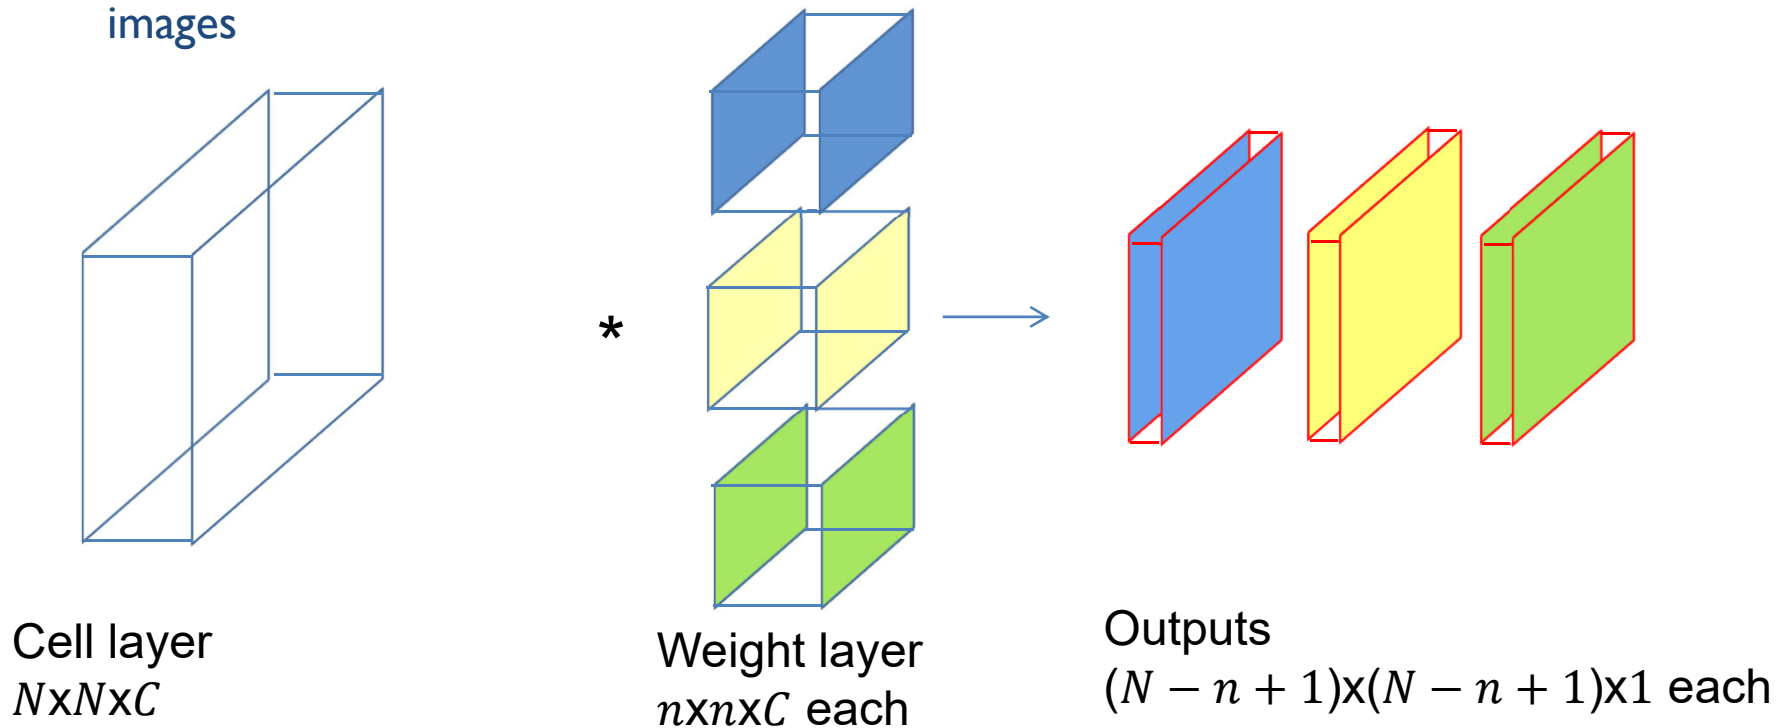 images
*
Cell layer
NxNxC
Weight layer
nxnxC each
Outputs
(N − n + 1)x(N − n + 1)x1 each